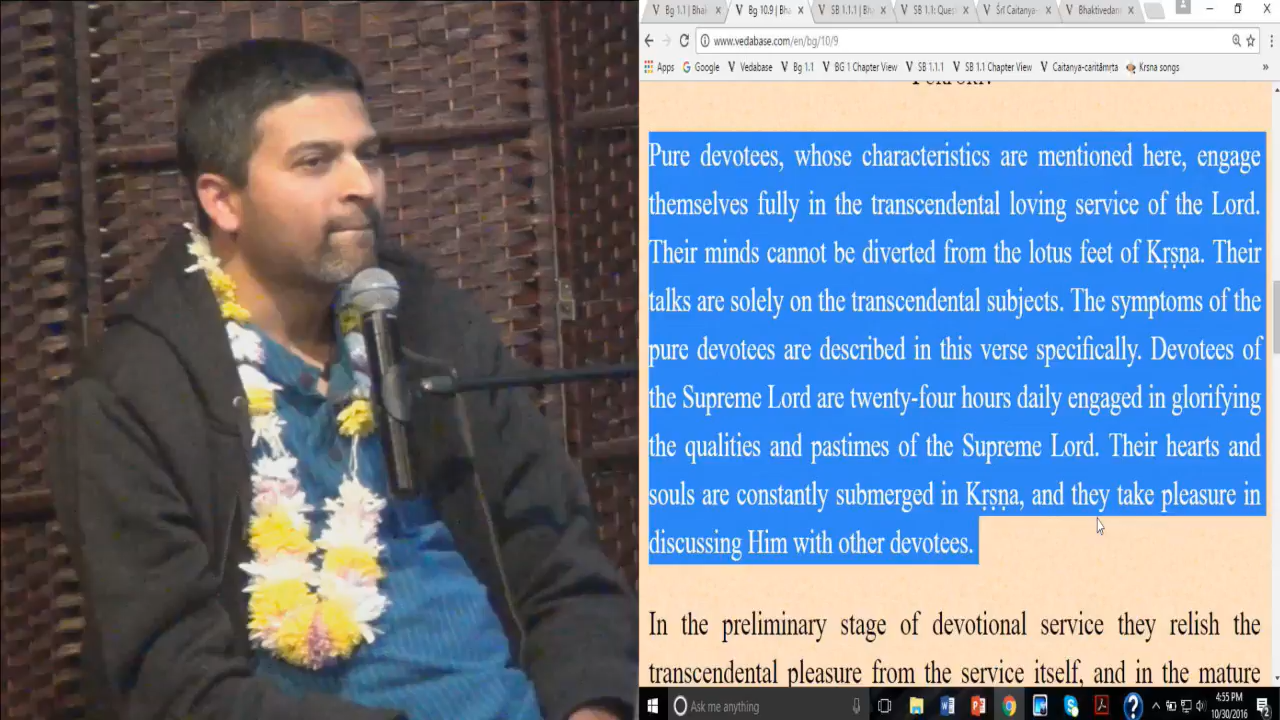 Bg 1.1 | Bha
Bg 10.9 | Bha
SB 1.1.1 | Bh
SB 1.1: Ques
Śrī Caitanya-
Bhaktivedan
www.vedabase.com/en/bg/10/9
Apps Google Vedabase Bg 1.1 BG 1 Chapter View SB 1.1.1 SB 1.1 Chapter View Caitanya-caritāmṛta Krsna songs »
Pure devotees, whose characteristics are mentioned here, engage
themselves fully in the transcendental loving service of the Lord.
Their minds cannot be diverted from the lotus feet of Kṛṣṇa. Their
talks are solely on the transcendental subjects. The symptoms of the
pure devotees are described in this verse specifically. Devotees of
the Supreme Lord are twenty-four hours daily engaged in glorifying
the qualities and pastimes of the Supreme Lord. Their hearts and
souls are constantly submerged in Kṛṣṇa, and they take pleasure in
discussing Him with other devotees.
In the preliminary stage of devotional service they relish the
transcendental pleasure from the service itself, and in the mature
Ask me anything
4:55 PM
10/30/2016